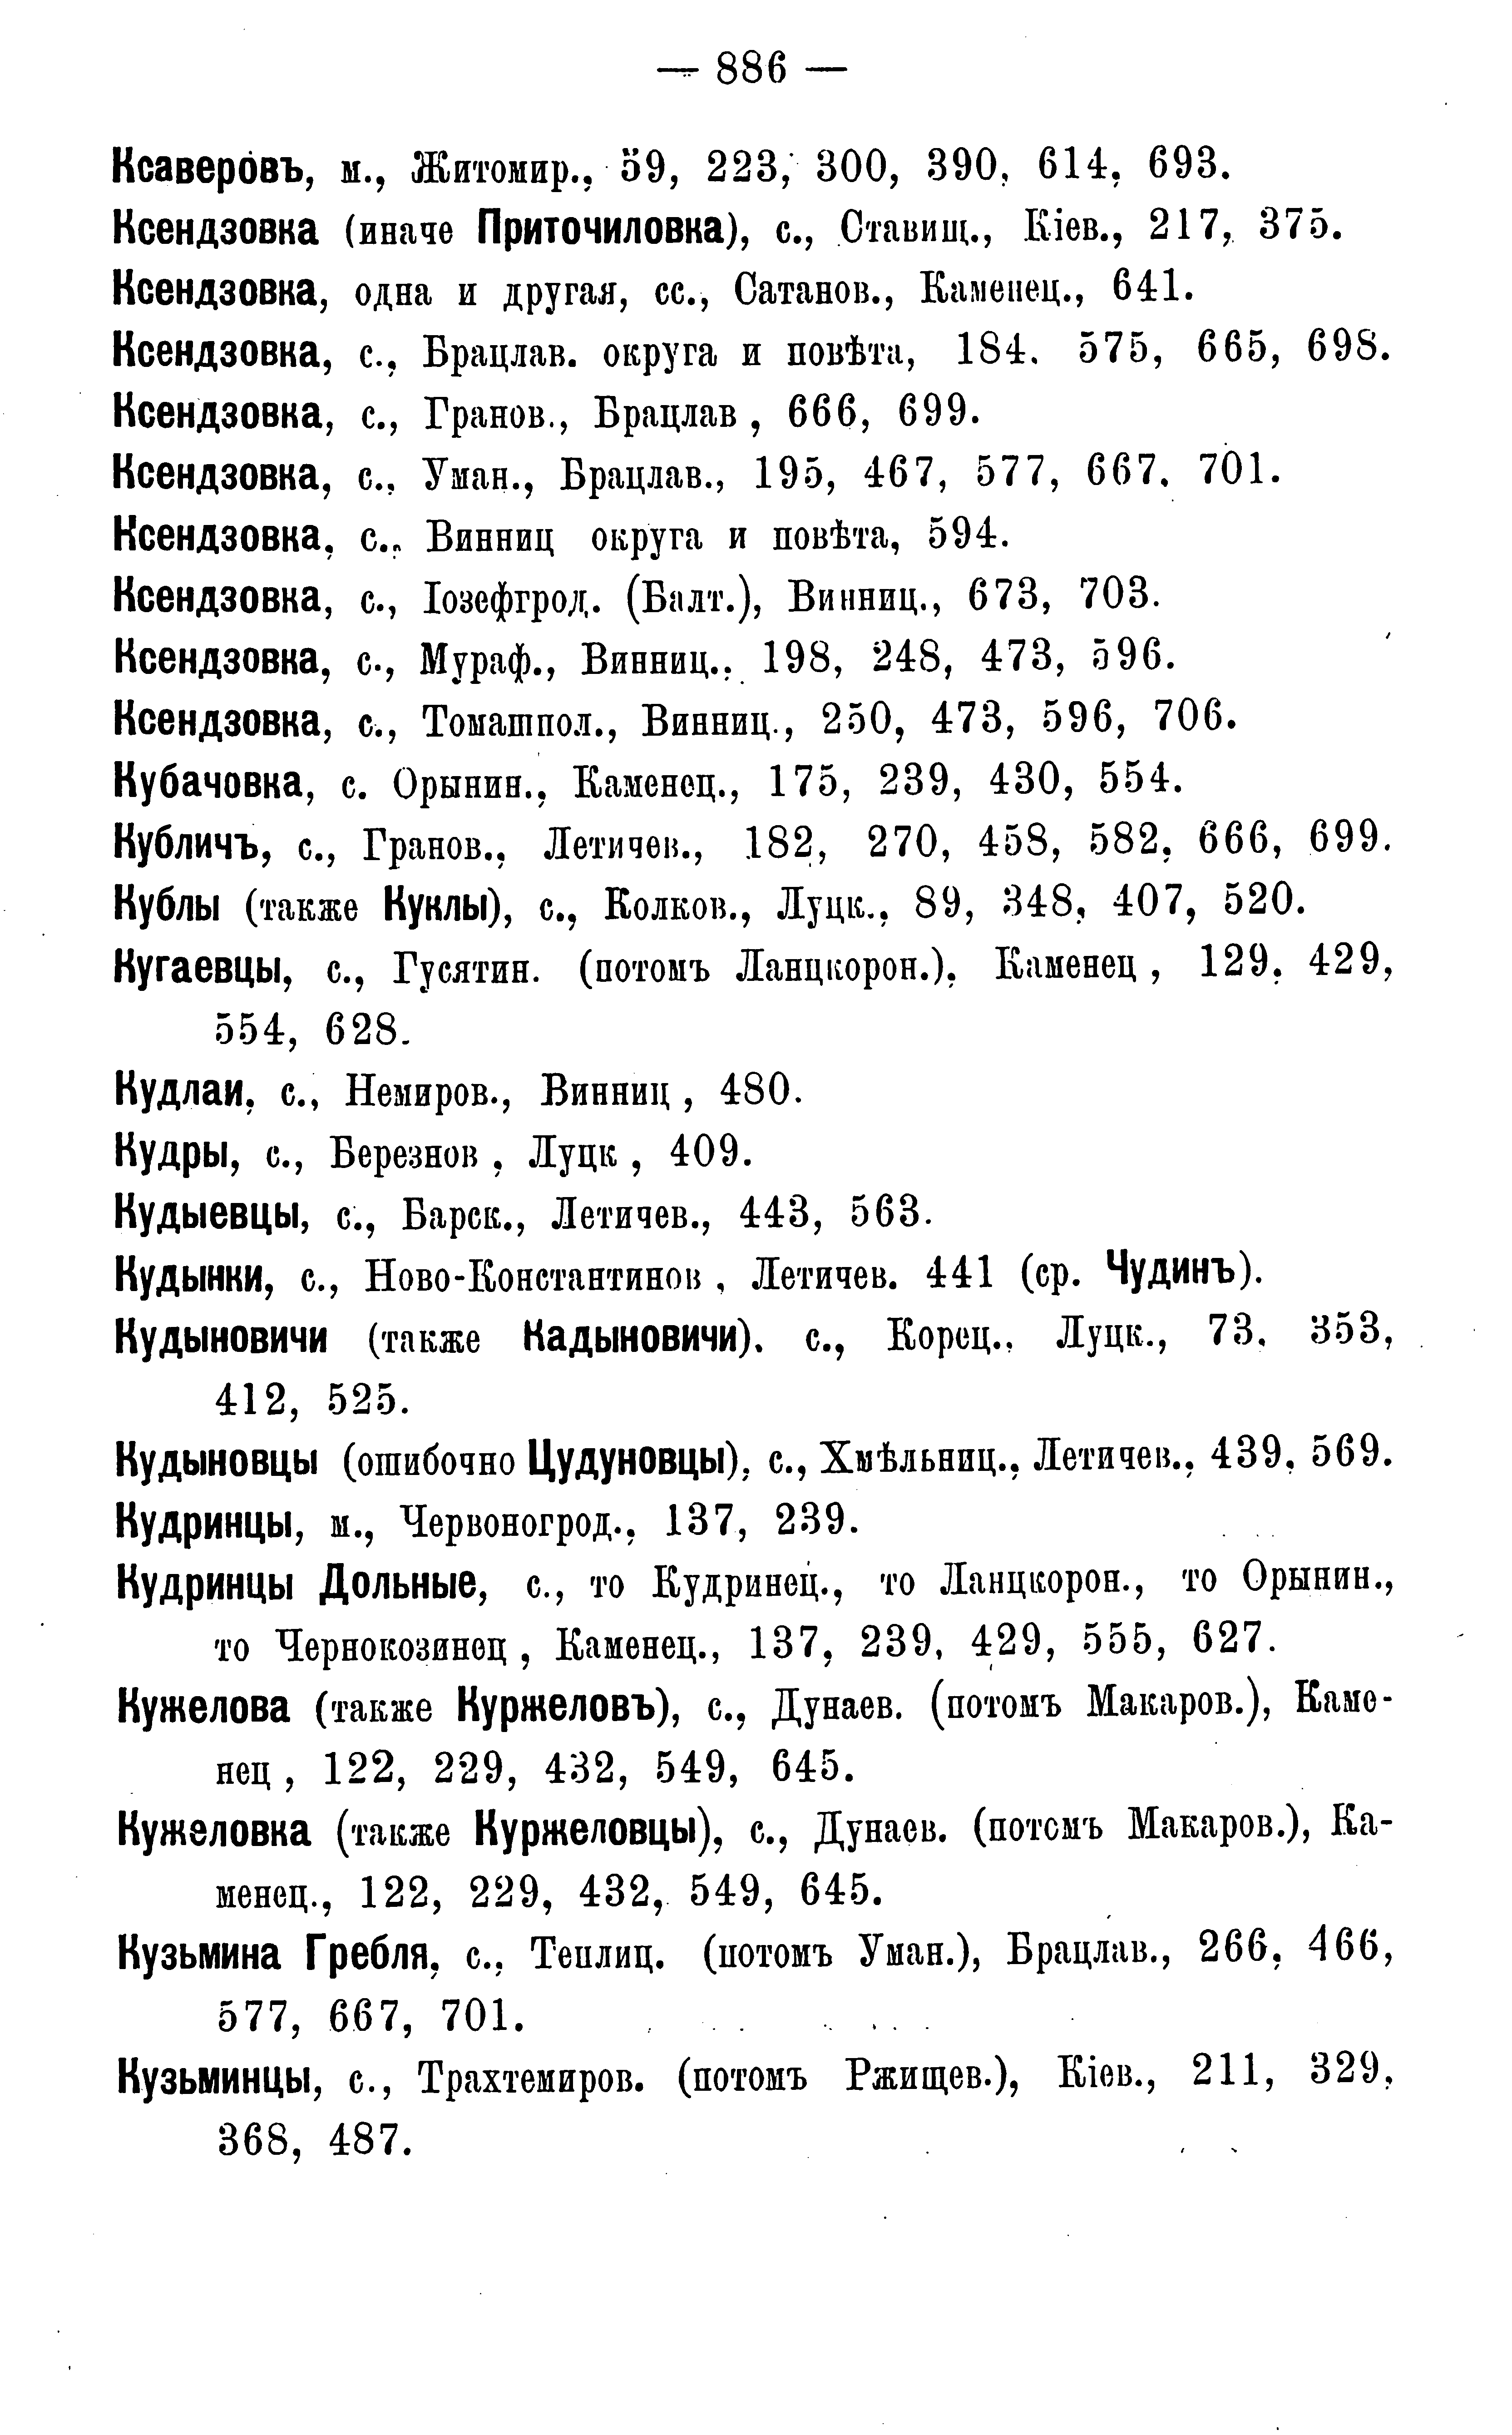 — 886 —
Ксаверовъ, м., Житомир., 59, 223, 300, 390, 614, 693.
Ксендзовка (иначе Приточиловка), с., Ставищ., Кіев., 217, 375.
Ксендзовка, одна и другая, сс., Сатанов., Каменец., 641.
Ксендзовка, с., Брацлав. округа и повѣта, 184. 575, 665, 698.
Ксендзовка, с., Гранов., Брацлав , 666, 699.
Ксендзовка, с., Уман., Брацлав., 195, 467, 577, 667, 701.
Ксендзовка, с., Винниц округа и повѣта, 594.
Ксендзовка, с., Іозефгрод. (Балт.), Винниц., 673, 703.
Ксендзовка, с., Мураф., Винниц., 198, 248, 473, 596.
Ксендзовка, с., Томашпол., Винниц., 250, 473, 596, 706.
Кубачовка, с. Орынин., Каменец., 175, 239, 430, 554.
Кубличъ, с., Гранов., Летичев., 182, 270, 458, 582, 666, 699.
Кублы (также Куклы), с., Колков., Луцк., 89, 348, 407, 520.
Кугаевцы, с., Гусятин. (потомъ Ланцкорон.), Каменец , 129, 429,
554, 628.
Кудлаи, с., Немиров., Винниц , 480.
Кудры, с., Березнов , Луцк , 409.
Кудыевцы, с., Барск., Летичев., 443, 563.
Кудынки, с., Ново-Константинов , Летичев. 441 (ср. Чудинъ).
Кудыновичи (также Кадыновичи). с., Корец., Луцк., 73, 353,
412, 525.
Кудыновцы (ошибочно Цудуновцы), с., Хмѣльниц., Летичев., 439, 569.
Кудринцы, м., Червоногрод., 137, 239.
Кудринцы Дольные, с., то Кудринец., то Ланцкорон., то Орынин.,
то Чернокозинец , Каменец., 137, 239, 429, 555, 627.
Кужелова (также Куржеловъ), с., Дунаев. (потомъ Макаров.), Каме-
нец , 122, 229, 432, 549, 645.
Кужеловка (также Куржеловцы), с., Дунаев. (потомъ Макаров.), Ка-
менец., 122, 229, 432, 549, 645.
Кузьмина Гребля, с., Теплиц. (потомъ Уман.), Брацлав., 266, 466,
577, 667, 701.
Кузьминцы, с., Трахтемиров. (потомъ Ржищев.), Кіев., 211, 329,
368, 487.